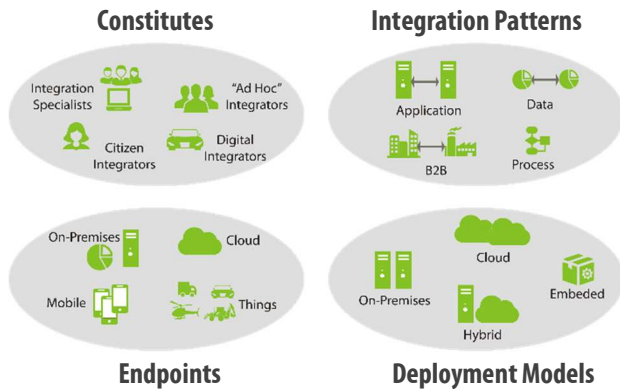 Constitutes
Integration
Specialists
“Ad Hoc”
Integrators
Citizen
Integrators
Digital
Integrators
Integration Patterns
Application
Data
B2B
Process
On-Premises
Cloud
Mobile
Things
Endpoints
Cloud
On-Premises
Embeded
Hybrid
Deployment Models